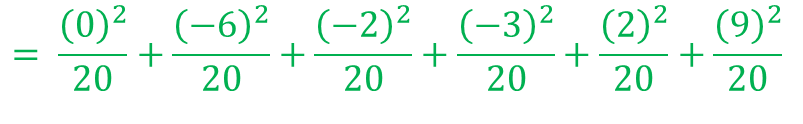 = (0)²/20 + (−6)²/20 + (−2)²/20 + (−3)²/20 + (2)²/20 + (9)²/20